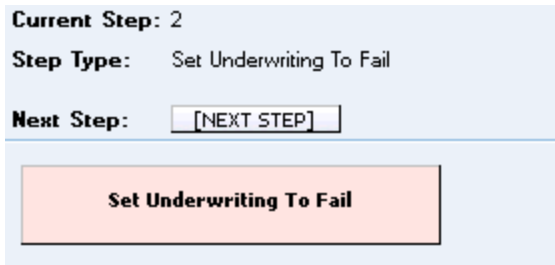 Current Step: 2
Step Type: Set Underwriting To Fail
Next Step: [NEXT STEP]
Set Underwriting To Fail